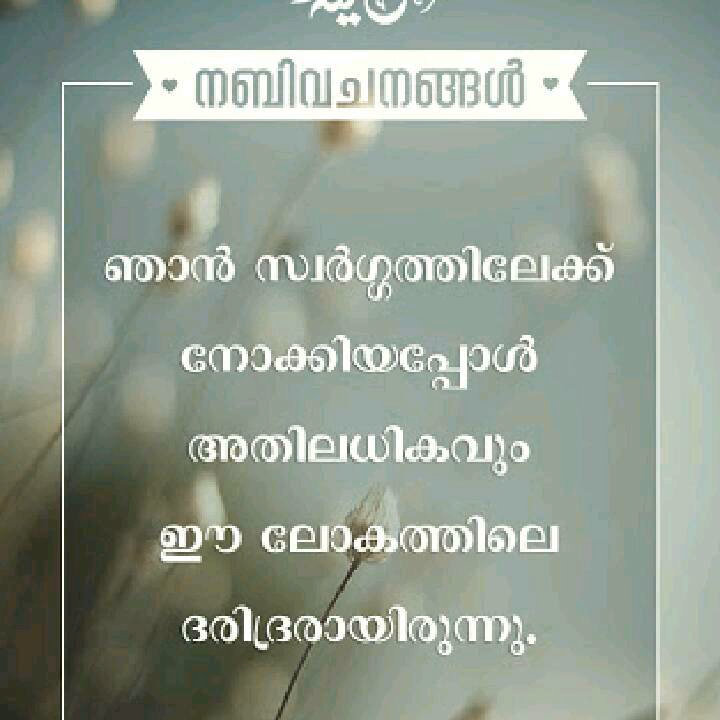 നബിവചനങ്ങൾ
ഞാൻ സ്വർഗ്ഗത്തിലേക്ക്
നോക്കിയപ്പോൾ
അതിലധികവും
ഈ ലോകത്തിലെ
ദരിദ്രരായിരുന്നു.